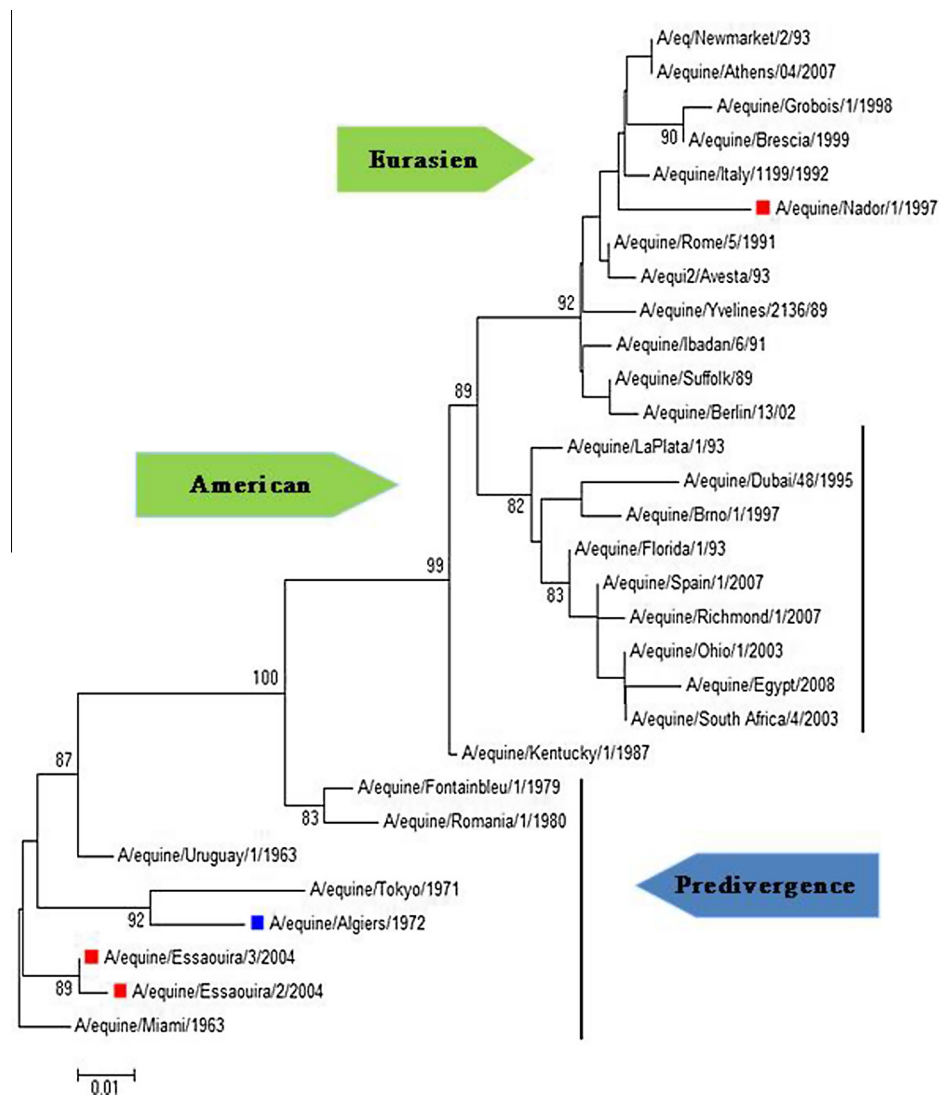 A/eq/Newmarket/2/93
A/equine/Athens/04/2007
A/equine/Grobois/1/1998
90
A/equine/Brescia/1999
Eurasien
A/equine/Italy/1199/1992
A/equine/Nador/1/1997
A/equine/Rome/5/1991
A/equi2/Avesta/93
92
A/equine/Yvelines/2136/89
A/equine/Ibadan/6/91
A/equine/Suffolk/89
89
A/equine/Berlin/13/02
A/equine/LaPlata/1/93
American
A/equine/Dubai/48/1995
82
A/equine/Brno/1/1997
A/equine/Florida/1/93
99
A/equine/Spain/1/2007
83
A/equine/Richmond/1/2007
A/equine/Ohio/1/2003
100
A/equine/Egypt/2008
A/equine/South Africa/4/2003
A/equine/Kentucky/1/1987
87
A/equine/Fontainbleu/1/1979
83
A/equine/Romania/1/1980
A/equine/Uruguay/1/1963
A/equine/Tokyo/1971
Predivergence
92
A/equine/Algiers/1972
A/equine/Essaouira/3/2004
89
A/equine/Essaouira/2/2004
A/equine/Miami/1963
0.01